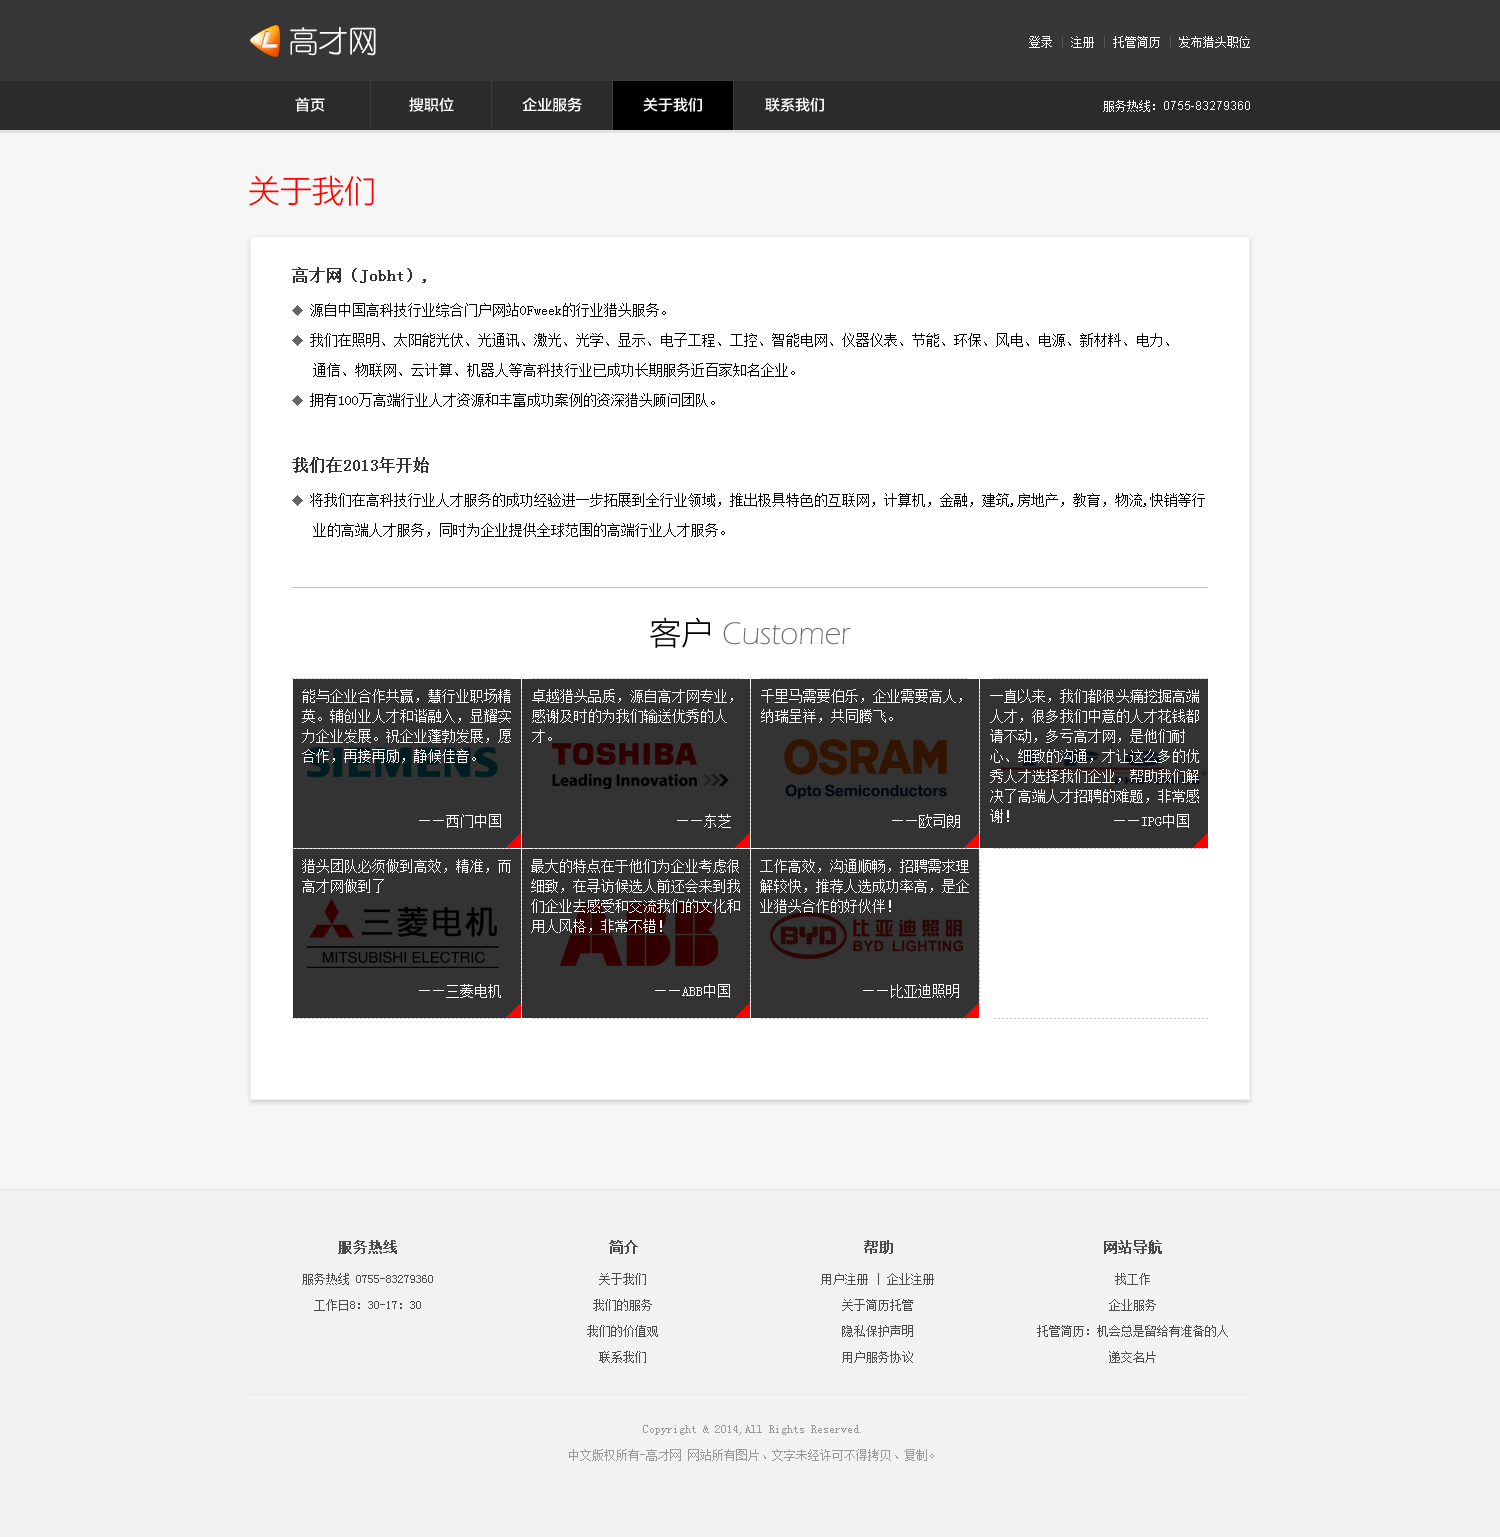 高才网
登录 注册 托管简历 发布猎头职位
首页 搜职位 企业服务 关于我们 联系我们 服务热线：0755-83279360
关于我们
高才网（Jobht）,
◆ 源自中国高科技行业综合门户网站OFweek的行业猎头服务。
◆ 我们在照明、太阳能光伏、光通讯、激光、光学、显示、电子工程、工控、智能电网、仪器仪表、节能、环保、风电、电源、新材料、电力、
通信、物联网、云计算、机器人等高科技行业已成功长期服务近百家知名企业。
◆ 拥有100万高端行业人才资源和丰富成功案例的资深猎头顾问团队。
我们在2013年开始
◆ 将我们在高科技行业人才服务的成功经验进一步拓展到全行业领域，推出极具特色的互联网，计算机，金融，建筑,房地产，教育，物流,快销等行
业的高端人才服务，同时为企业提供全球范围的高端行业人才服务。
客户 Customer
能与企业合作共赢，慧行业职场精
英。辅创业人才和谐融入，显耀实
力企业发展。祝企业蓬勃发展，愿
合作，再接再励，静候佳音。
SIEMENS
——西门中国
卓越猎头品质，源自高才网专业，
感谢及时的为我们输送优秀的人
才。
TOSHIBA
Leading Innovation >>>
——东芝
千里马需要伯乐，企业需要高人，
纳瑞呈祥，共同腾飞。
OSRAM
Opto Semiconductors
——欧司朗
一直以来，我们都很头痛挖掘高端
人才，很多我们中意的人才花钱都
请不动，多亏高才网，是他们耐
心、细致的沟通，才让这么多的优
秀人才选择我们企业，帮助我们解
决了高端人才招聘的难题，非常感
谢！
——IPG中国
猎头团队必须做到高效，精准，而
高才网做到了
三菱电机
MITSUBISHI ELECTRIC
——三菱电机
最大的特点在于他们为企业考虑很
细致，在寻访候选人前还会来到我
们企业去感受和交流我们的文化和
用人风格，非常不错！
ABB
——ABB中国
工作高效，沟通顺畅，招聘需求理
解较快，推荐人选成功率高，是企
业猎头合作的好伙伴！
BYD 比亚迪照明
BYD LIGHTING
——比亚迪照明
服务热线 简介 帮助 网站导航
服务热线 0755-83279360 关于我们 用户注册 | 企业注册 找工作
工作日8：30-17：30 我们的服务 关于简历托管 企业服务
我们的价值观 隐私保护声明 托管简历：机会总是留给有准备的人
联系我们 用户服务协议 递交名片
Copyright & 2014,All Rights Reserved.
中文版权所有-高才网 网站所有图片、文字未经许可不得拷贝、复制。